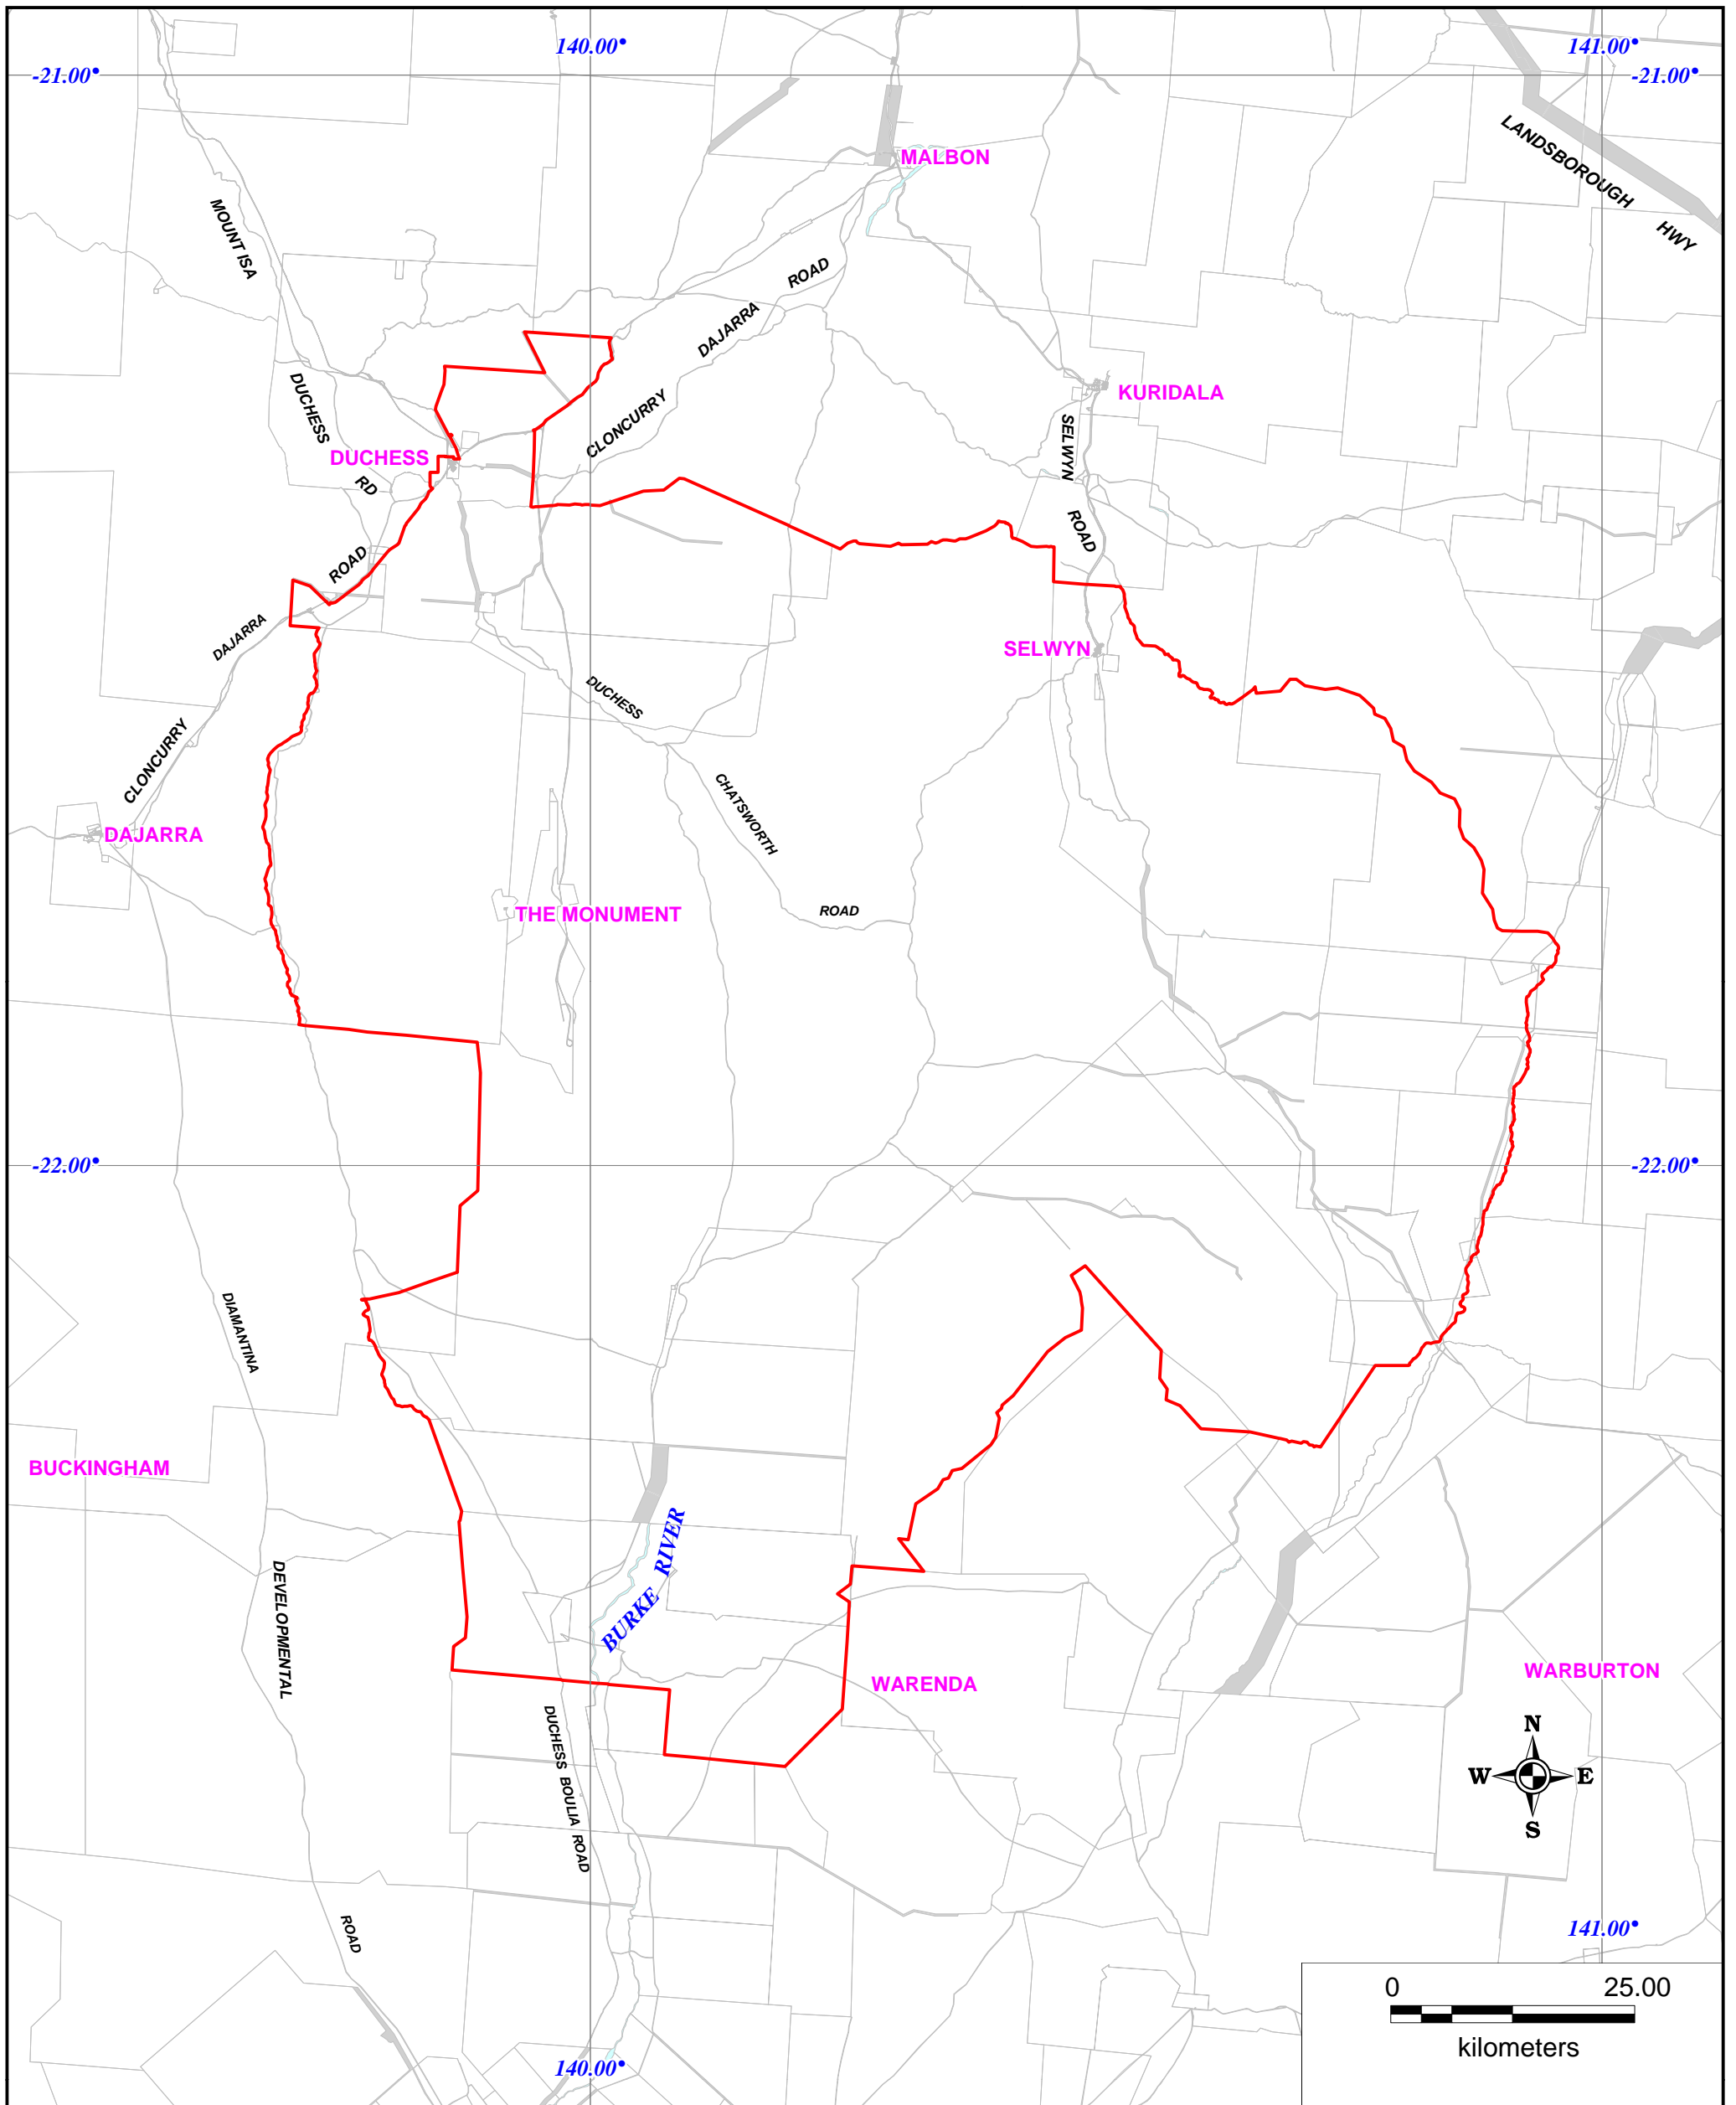 140.00°
141.00°
-21.00°
-21.00°
LANDSBOROUGH
HWY
MALBON
MOUNT ISA
ROAD
DAJARRA
CLONCURRY
DUCHESS
RD
KURIDALA
SELWYN
ROAD
DUCHESS
ROAD
DAJARRA
CLONCURRY
SELWYN
DUCHESS
CHATSWORTH
ROAD
DAJARRA
THE MONUMENT
-22.00°
-22.00°
DIAMANTINA
DEVELOPMENTAL
ROAD
BUCKINGHAM
BURKE RIVER
WARENDA
WARBURTON
DUCHESS BOULIA ROAD
N
W
E
S
141.00°
0
25.00
kilometers
140.00°